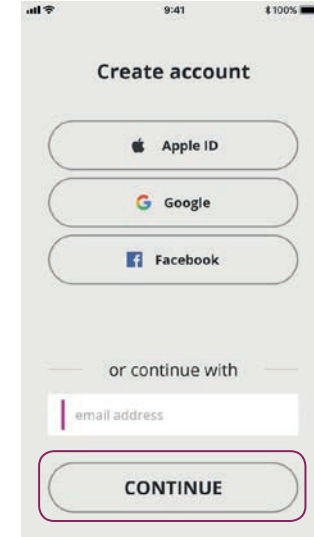 9:41
100%
Create account
Apple ID
Google
Facebook
or continue with
email address
CONTINUE